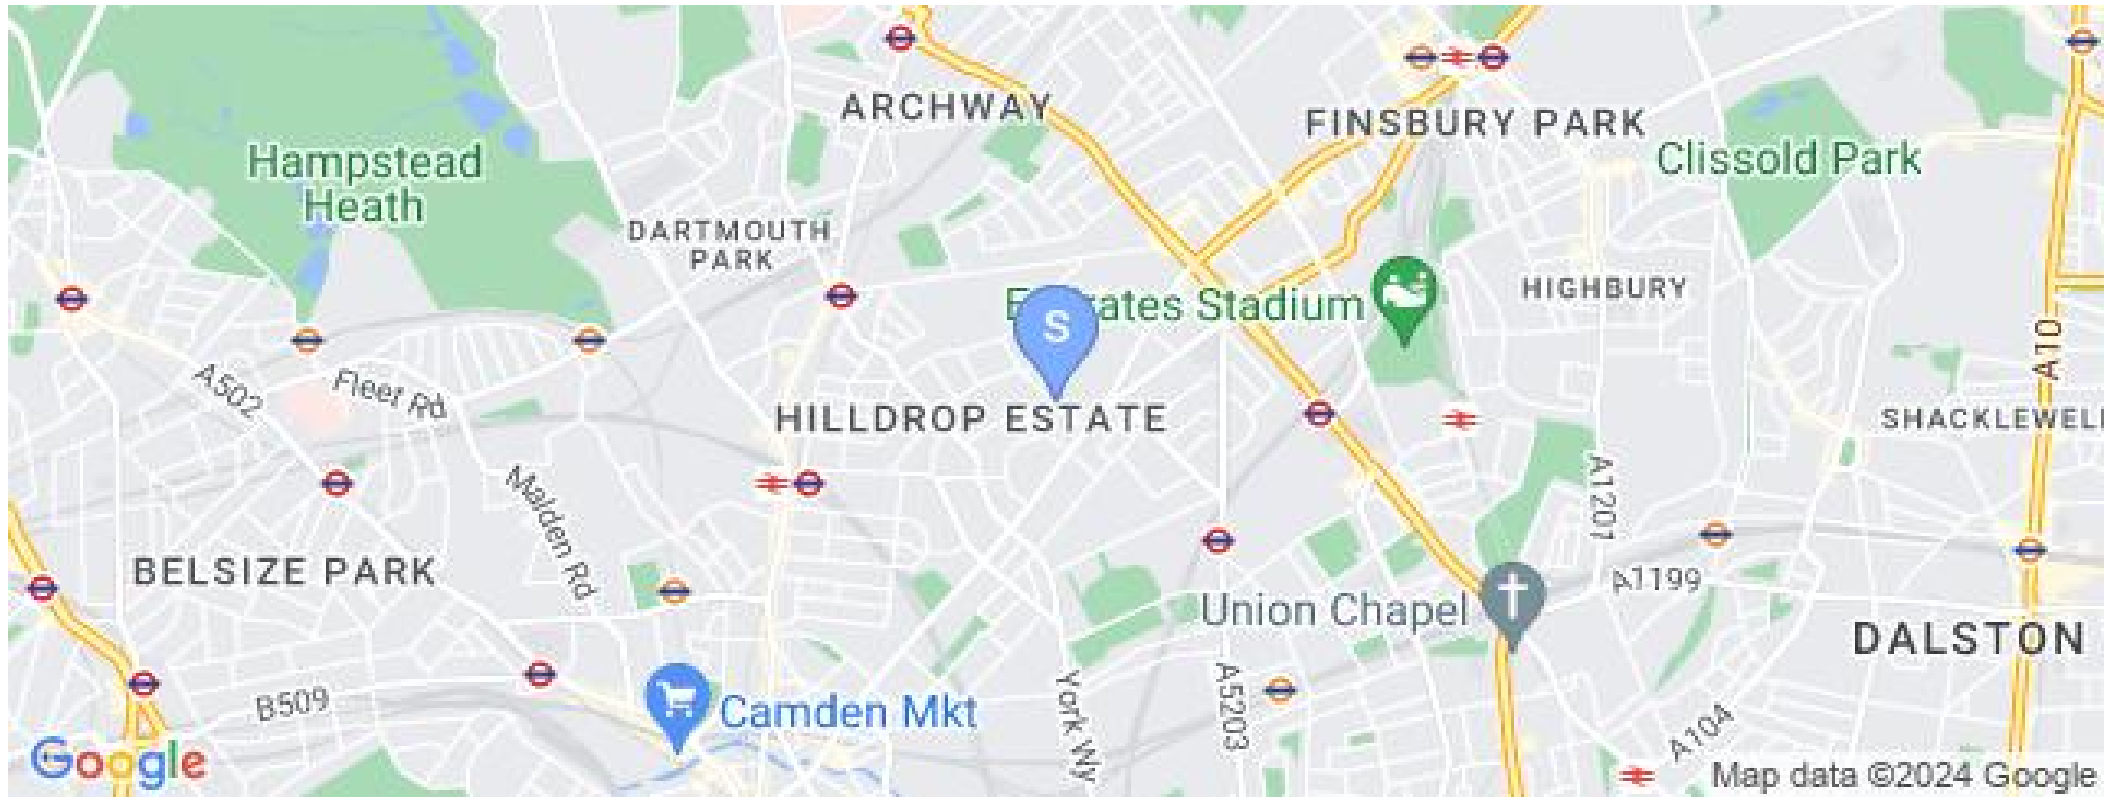 ARCHWAY
FINSBURY PARK
Hampstead
Heath
Clissold Park
DARTMOUTH
PARK
HIGHBURY
Stadium
S
A10
A502
Fleet Rd
HILLDROP ESTATE
SHACKLEWELL
Malden Rd
A1201
BELSIZE PARK
A1199
Union Chapel
DALSTON
B509
Camden Mkt
York Wy
A5203
A104
Google
Map data ©2024 Google